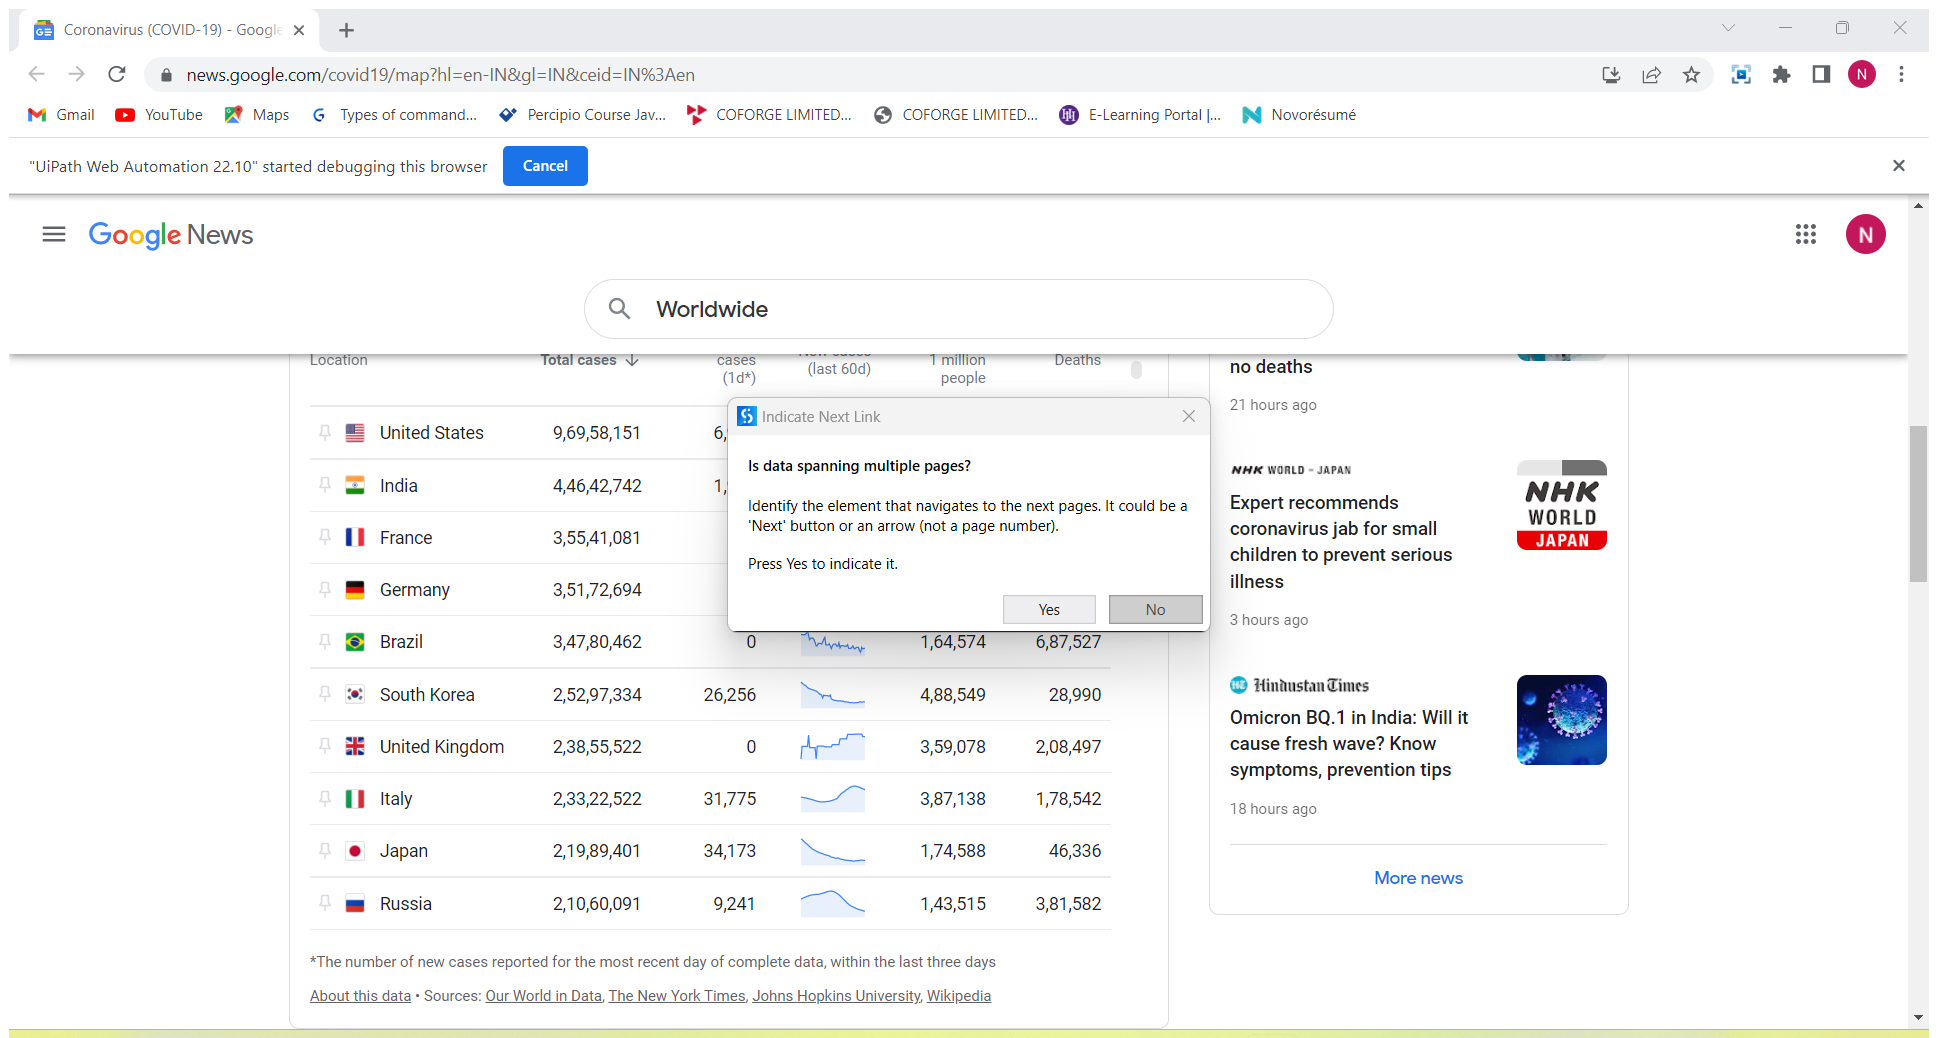 Coronavirus (COVID-19) - Google
news.google.com/covid19/map?hl=en-IN&gl=IN&ceid=IN%3Aen
N
Gmail YouTube Maps Types of command... Percipio Course Jav... COFORGE LIMITED... COFORGE LIMITED... E-Learning Portal |... Novorésumé
"UiPath Web Automation 22.10" started debugging this browser Cancel
Google News N
Worldwide
Location Total cases cases (1d*) (last 60d) 1 million people Deaths
United States 9,69,58,151 6,
India 4,46,42,742 1,
France 3,55,41,081
Germany 3,51,72,694
Brazil 3,47,80,462 0 1,64,574 6,87,527
South Korea 2,52,97,334 26,256 4,88,549 28,990
United Kingdom 2,38,55,522 0 3,59,078 2,08,497
Italy 2,33,22,522 31,775 3,87,138 1,78,542
Japan 2,19,89,401 34,173 1,74,588 46,336
Russia 2,10,60,091 9,241 1,43,515 3,81,582
*The number of new cases reported for the most recent day of complete data, within the last three days
About this data • Sources: Our World in Data, The New York Times, Johns Hopkins University, Wikipedia
Indicate Next Link
Is data spanning multiple pages?
Identify the element that navigates to the next pages. It could be a
'Next' button or an arrow (not a page number).
Press Yes to indicate it.
Yes No
no deaths
21 hours ago
NHK WORLD - JAPAN
Expert recommends
coronavirus jab for small
children to prevent serious
illness
3 hours ago
NHK
WORLD
JAPAN
HT Hindustan Times
Omicron BQ.1 in India: Will it
cause fresh wave? Know
symptoms, prevention tips
18 hours ago
More news